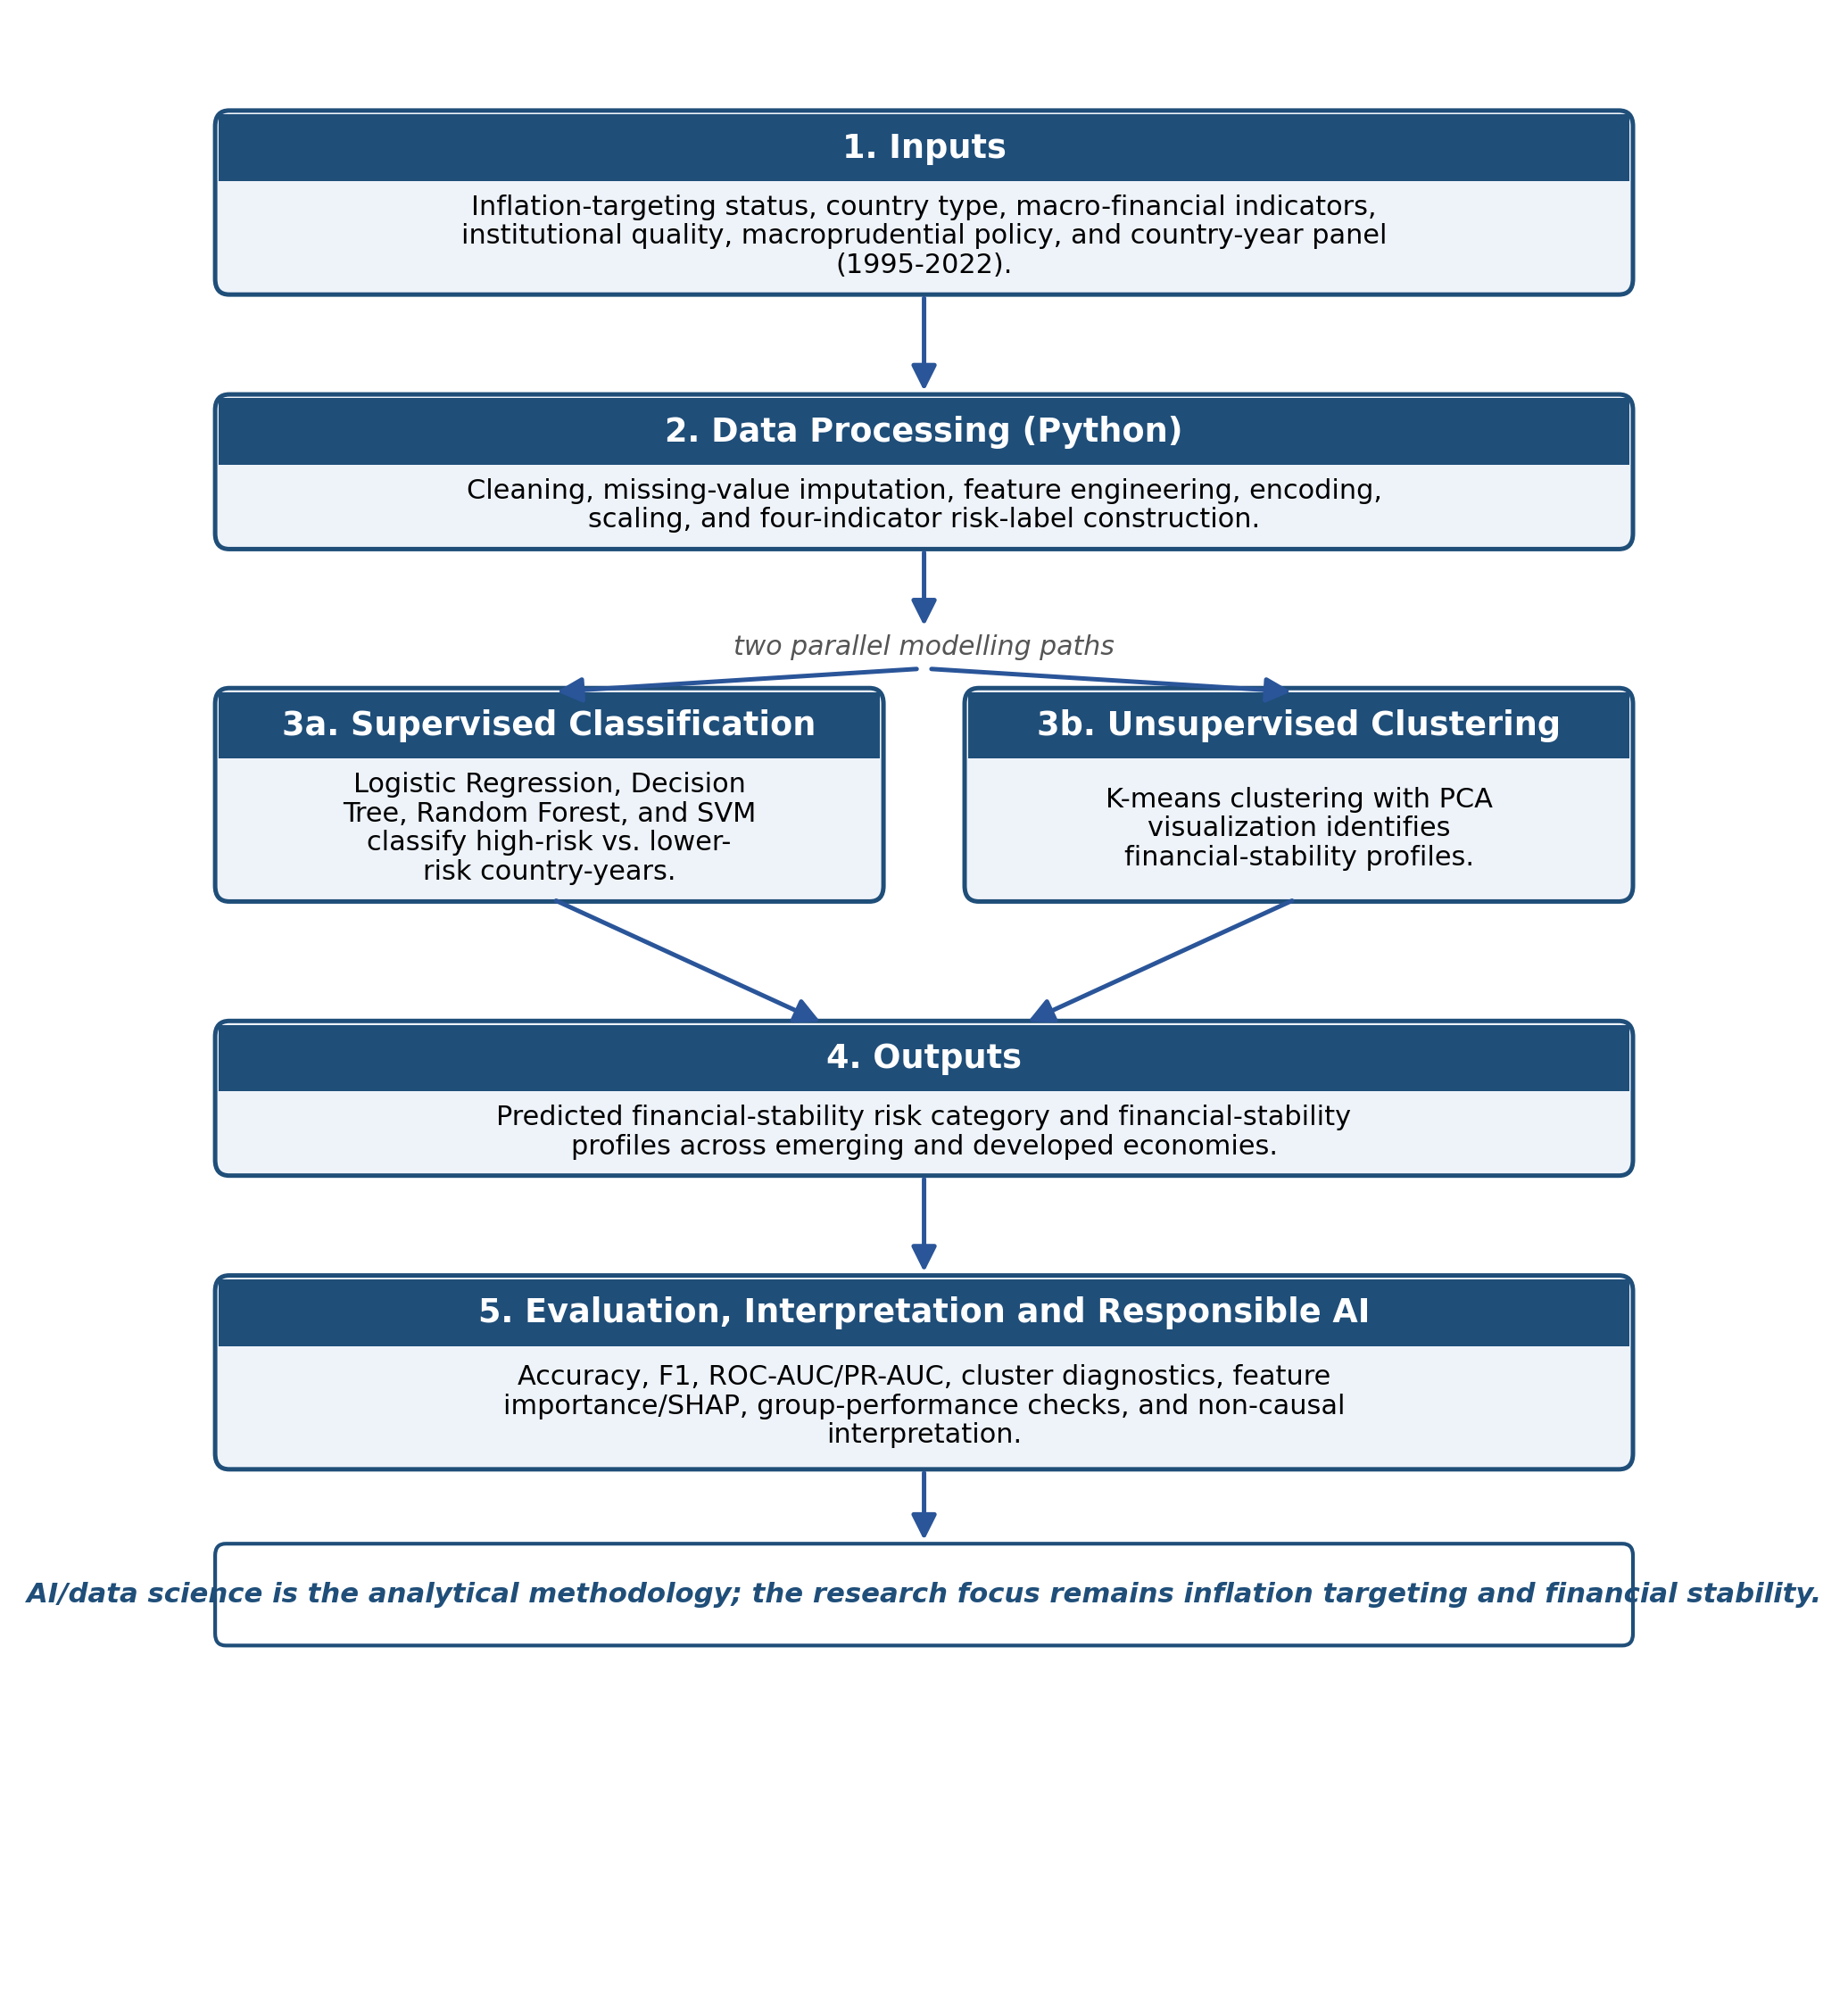 1. Inputs
Inflation-targeting status, country type, macro-financial indicators,
institutional quality, macroprudential policy, and country-year panel
(1995-2022).
2. Data Processing (Python)
Cleaning, missing-value imputation, feature engineering, encoding,
scaling, and four-indicator risk-label construction.
two parallel modelling paths
3a. Supervised Classification
Logistic Regression, Decision
Tree, Random Forest, and SVM
classify high-risk vs. lower-
risk country-years.
3b. Unsupervised Clustering
K-means clustering with PCA
visualization identifies
financial-stability profiles.
4. Outputs
Predicted financial-stability risk category and financial-stability
profiles across emerging and developed economies.
5. Evaluation, Interpretation and Responsible AI
Accuracy, F1, ROC-AUC/PR-AUC, cluster diagnostics, feature
importance/SHAP, group-performance checks, and non-causal
interpretation.
AI/data science is the analytical methodology; the research focus remains inflation targeting and financial stability.